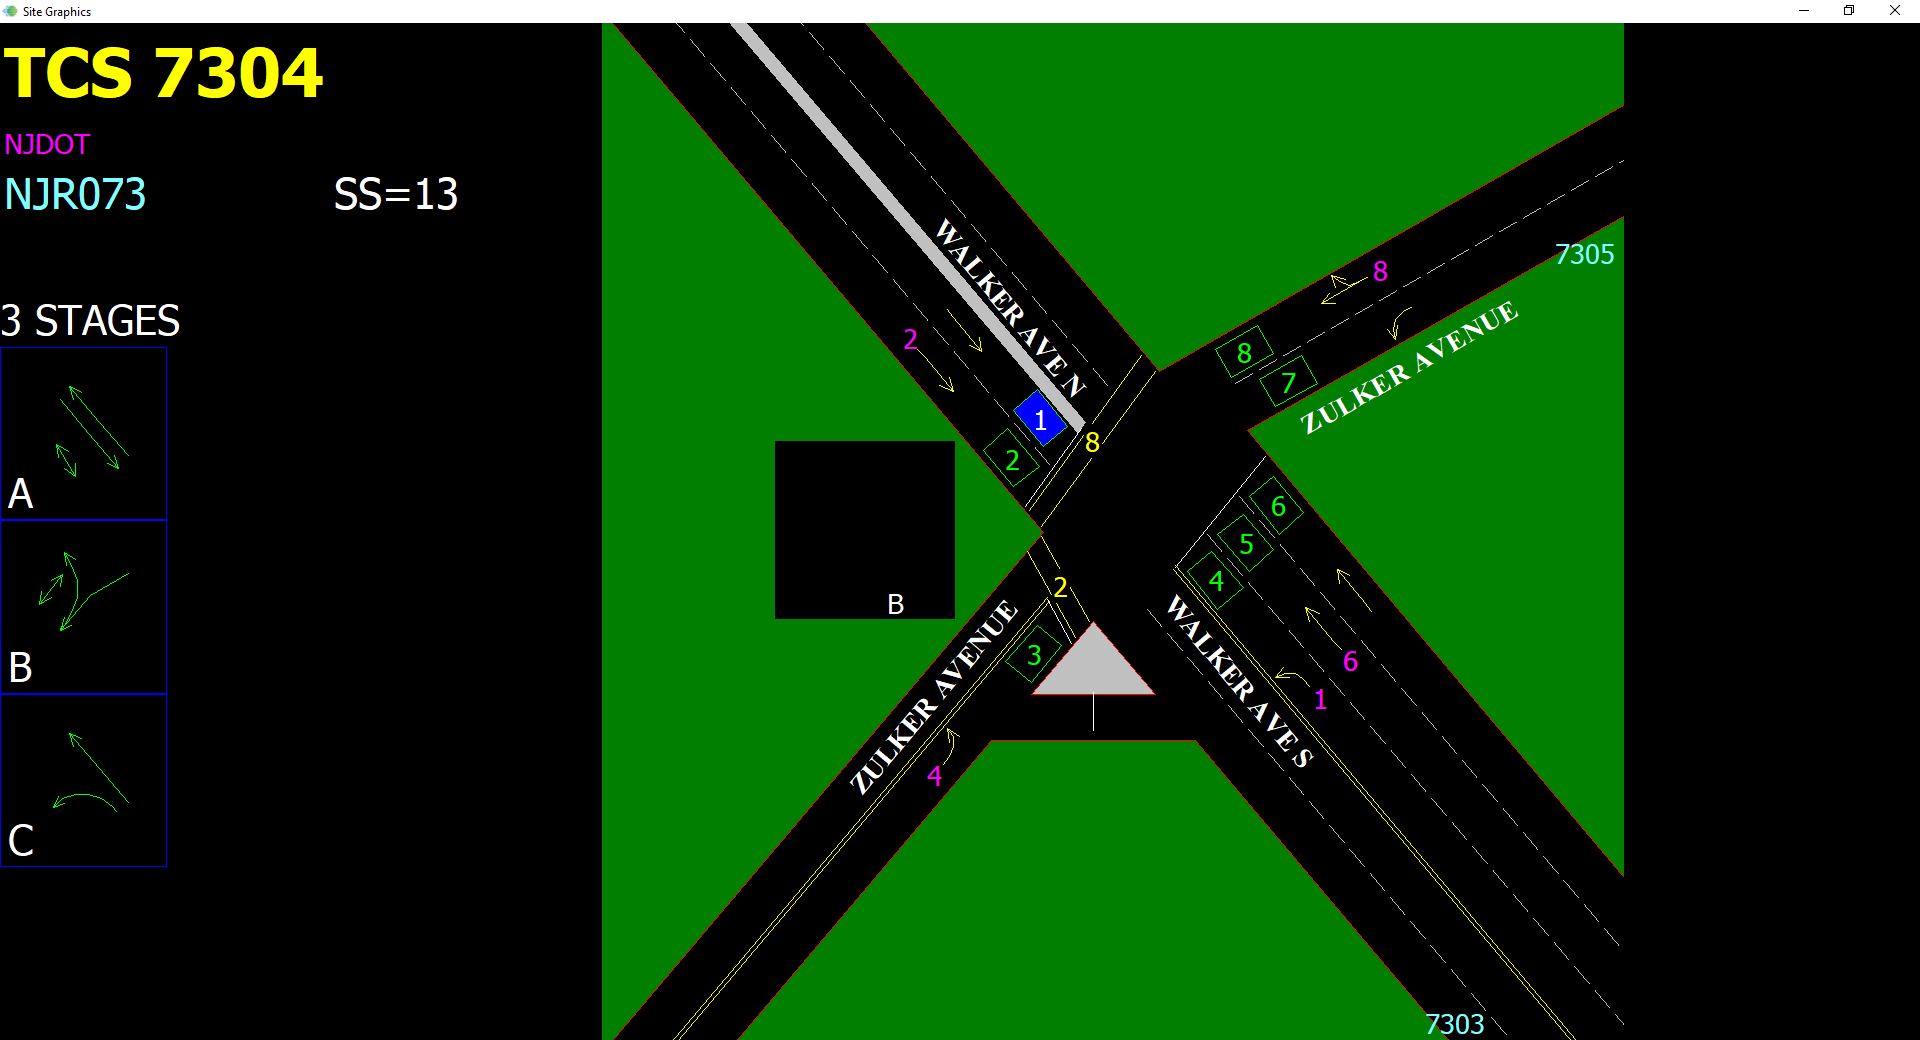 Site Graphics
TCS 7304
NJDOT
NJR073
SS=13
3 STAGES
A
B
C
WALKER AVE N
8
7305
2
8
ZULKER AVENUE
7
1
8
2
6
5
4
2
B
3
ZULKER AVENUE
WALKER AVE S
6
1
4
7303